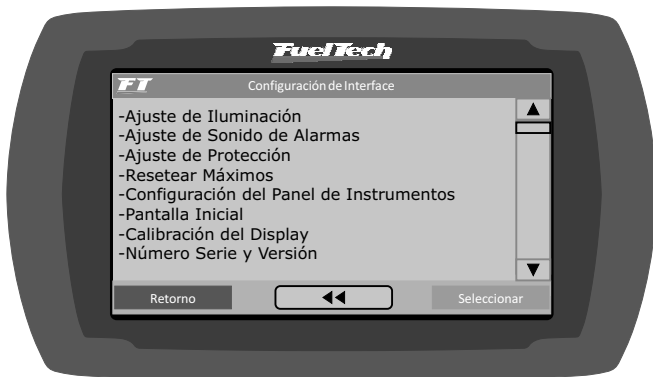 FuelTech
FT
Configuración de Interface
-Ajuste de Iluminación
-Ajuste de Sonido de Alarmas
-Ajuste de Protección
-Resetear Máximos
-Configuración del Panel de Instrumentos
-Pantalla Inicial
-Calibración del Display
-Número Serie y Versión
Retorno
Seleccionar